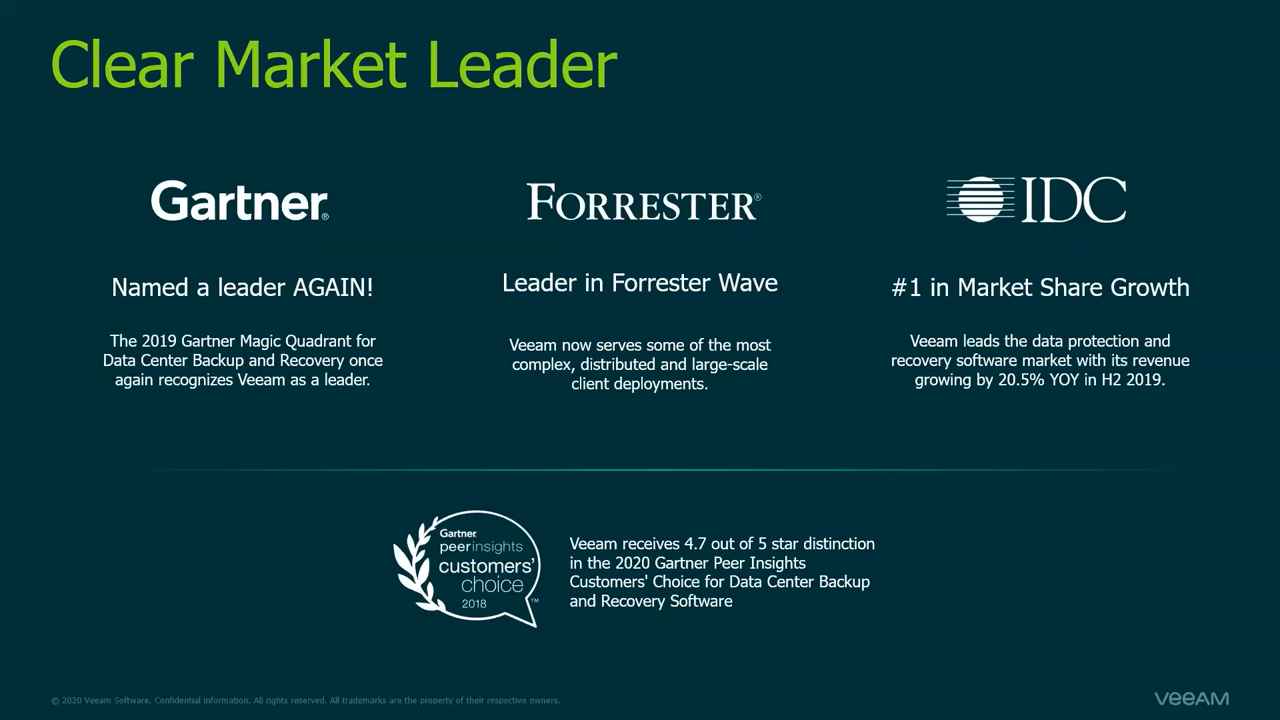 Clear Market Leader
Gartner®
Named a leader AGAIN!
The 2019 Gartner Magic Quadrant for
Data Center Backup and Recovery once
again recognizes Veeam as a leader.
FORRESTER®
Leader in Forrester Wave
Veeam now serves some of the most
complex, distributed and large-scale
client deployments.
IDC
#1 in Market Share Growth
Veeam leads the data protection and
recovery software market with its revenue
growing by 20.5% YOY in H2 2019.
Gartner
peerinsights
customers'
choice
2018 ™
Veeam receives 4.7 out of 5 star distinction
in the 2020 Gartner Peer Insights
Customers' Choice for Data Center Backup
and Recovery Software
© 2020 Veeam Software. Confidential information. All rights reserved. All trademarks are the property of their respective owners.
VEEAM